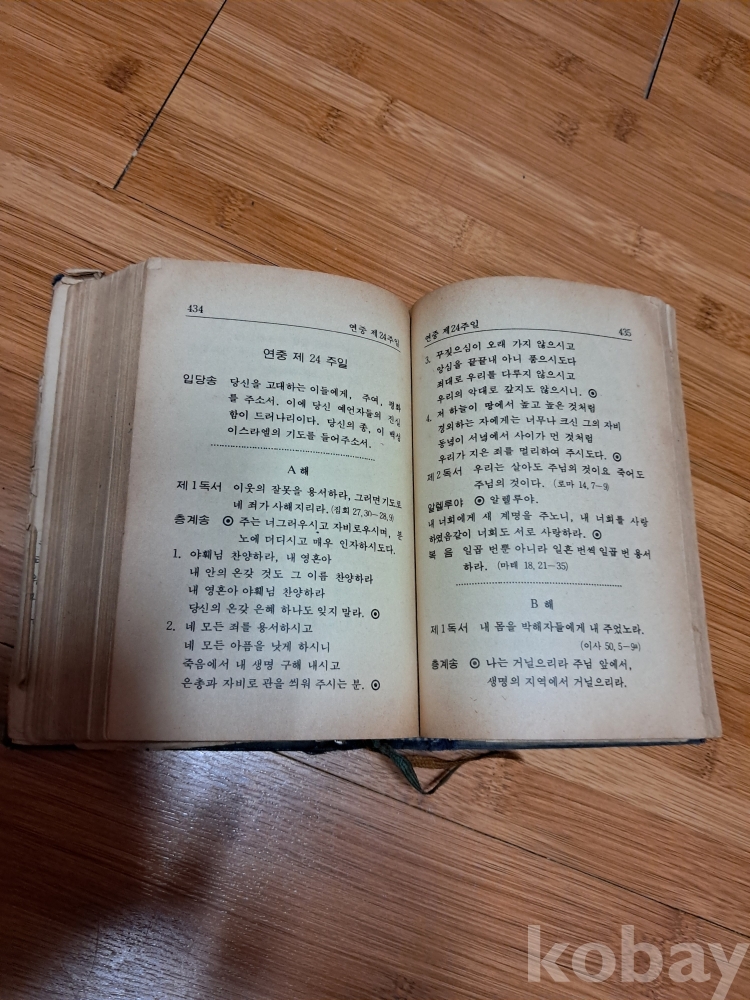 434
연중 제24주일
연중 제 24 주일
입당송 당신을 고대하는 이들에게, 주여, 평화
를 주소서. 이에 당신 예언자들의 진실
함이 드러나리이다. 당신의 종, 이 백성
이스라엘의 기도를 들어주소서.
A 해
제 1 독서 이웃의 잘못을 용서하라, 그러면 기도로
네 죄가 사해지리라. (집회 27,30~28,9)
층계송 ⦿ 주는 너그러우시고 자비로우시며, 분
노에 더디시고 매우 인자하시도다.
1. 야훼님 찬양하라, 내 영혼아
내 안의 온갖 것도 그 이름 찬양하라
내 영혼아 야훼님 찬양하라
당신의 온갖 은혜 하나도 잊지 말라. ⦿
2. 네 모든 죄를 용서하시고
네 모든 아픔을 낫게 하시니
죽음에서 내 생명 구해 내시고
은총과 자비로 관을 씌워 주시는 분. ⦿
연중 제24주일
435
3. 꾸짖으심이 오래 가지 않으시고
앙심을 끝끝내 아니 품으시도다
죄대로 우리를 다루지 않으시고
우리의 악대로 갚지도 않으시니. ⦿
4. 저 하늘이 땅에서 높고 높은 것처럼
경외하는 자에게는 너무나 크신 그의 자비
동녘이 서녘에서 사이가 먼 것처럼
우리가 지은 죄를 멀리하여 주시도다. ⦿
제 2 독서 우리는 살아도 주님의 것이요 죽어도
주님의 것이다. (로마 14,7~9)
알렐루야 ⦿ 알렐루야.
내 너희에게 새 계명을 주노니, 내 너희를 사랑
하였음같이 너희도 서로 사랑하라. ⦿
복 음 일곱 번뿐 아니라 일흔 번씩 일곱 번 용서
하라. (마태 18,21~35)
B 해
제 1 독서 내 몸을 박해자들에게 내 주었노라.
(이사 50,5~9ª)
층계송 ⦿ 나는 거닐으리라 주님 앞에서,
생명의 지역에서 거닐으리라.
kobay